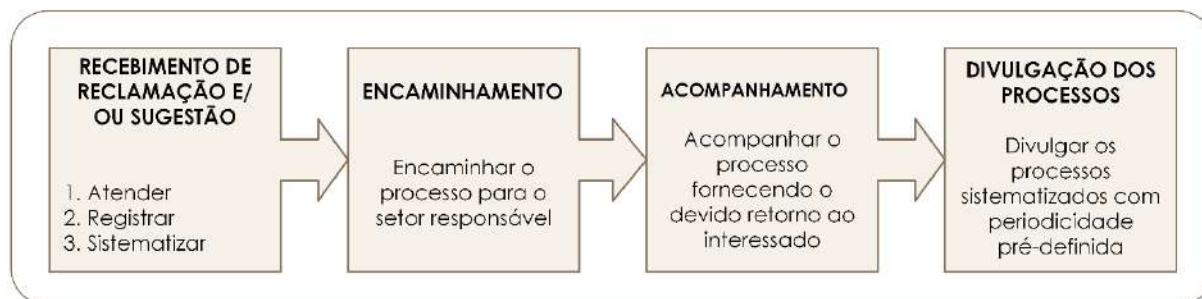 RECEBIMENTO DE
RECLAMAÇÃO E/
OU SUGESTÃO
1. Atender
2. Registrar
3. Sistematizar
ENCAMINHAMENTO
Encaminhar o
processo para o
setor responsável
ACOMPANHAMENTO
Acompanhar o
processo
fornecendo o
devido retorno ao
interessado
DIVULGAÇÃO DOS
PROCESSOS
Divulgar os
processos
sistematizados com
periodicidade
pré-definida